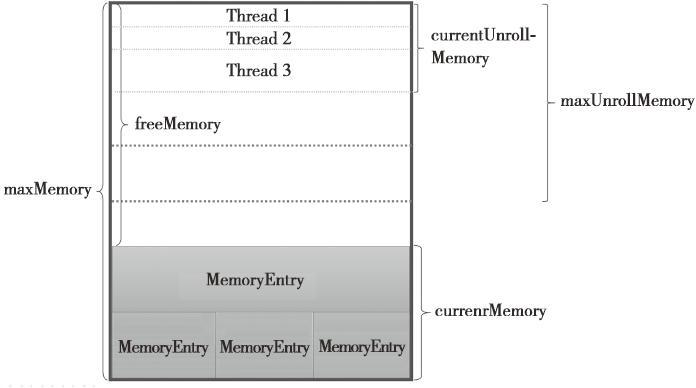 Thread 1
Thread 2
Thread 3
currentUnroll-
Memory
maxUnrollMemory
freeMemory
maxMemory
MemoryEntry
currenrMemory
MemoryEntry
MemoryEntry
MemoryEntry